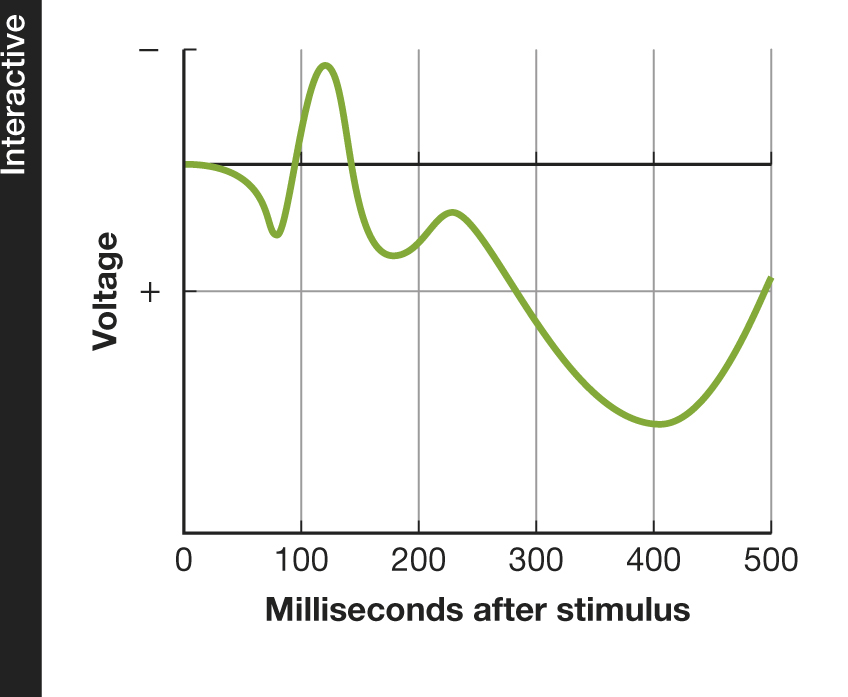 Interactive
−
+
Voltage
0 100 200 300 400 500
Milliseconds after stimulus